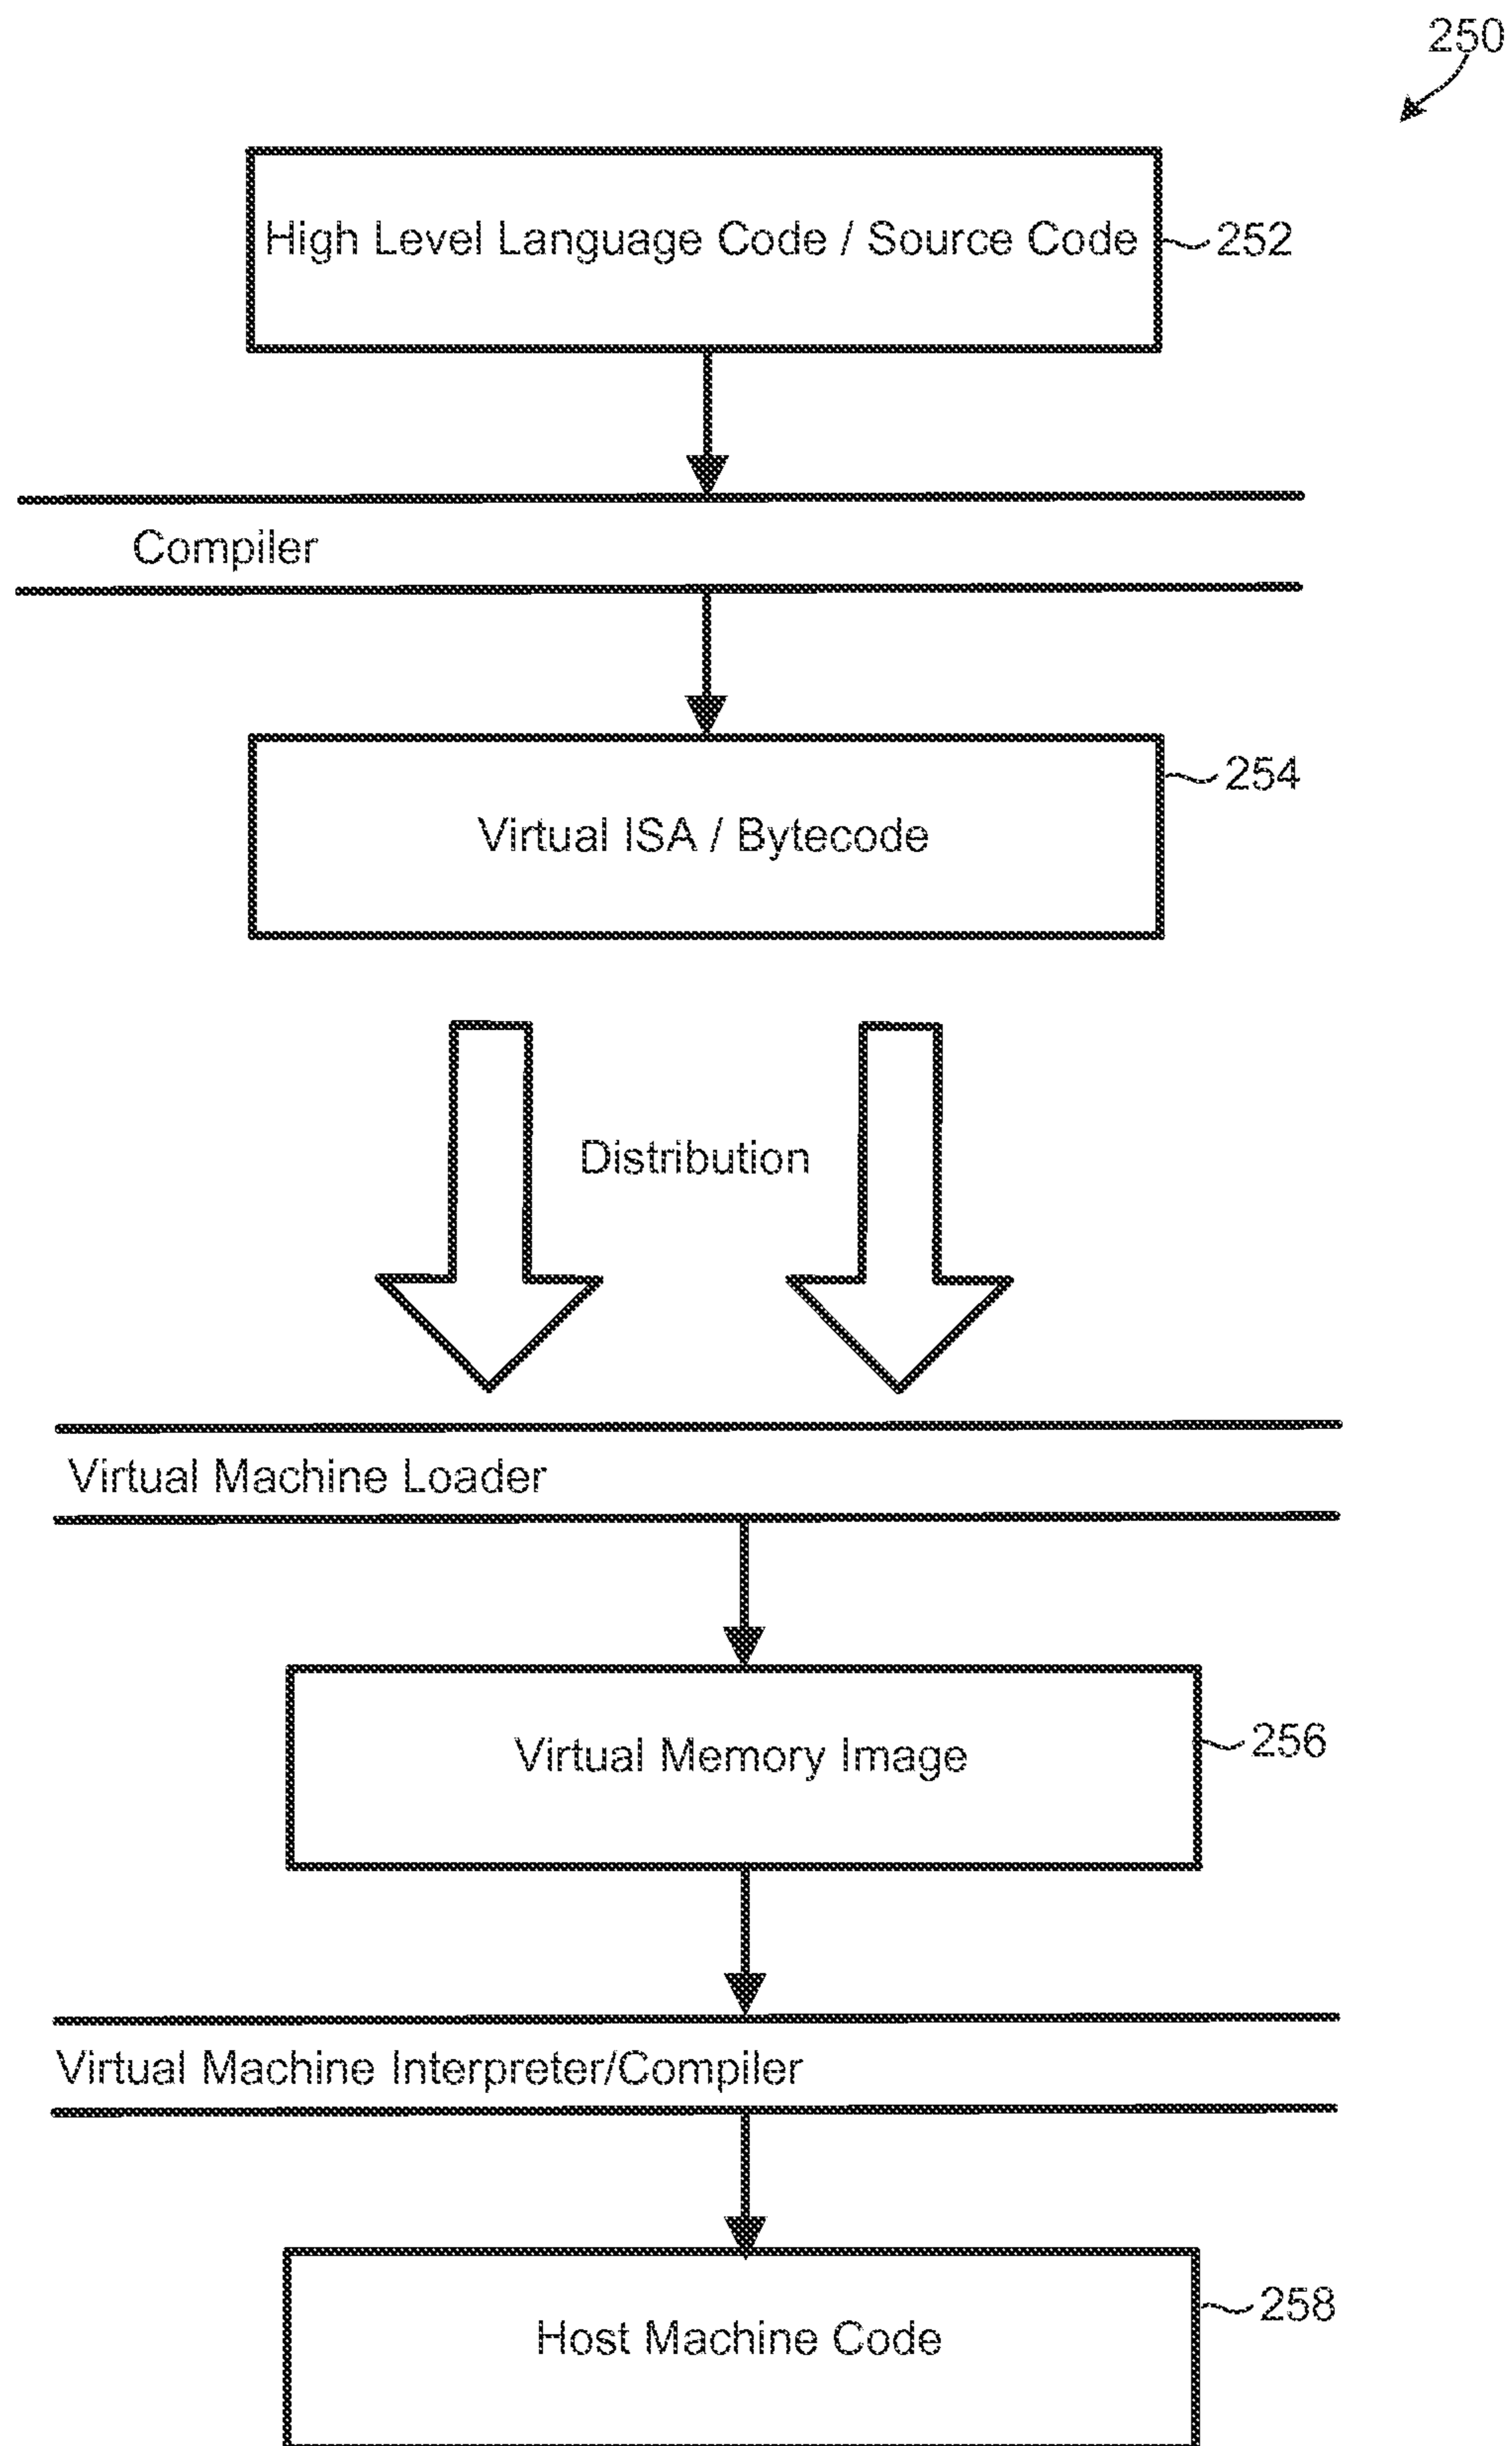 250
High Level Language Code / Source Code
252
Compiler
254
Virtual ISA / Bytecode
Distribution
Virtual Machine Loader
256
Virtual Memory Image
Virtual Machine Interpreter/Compiler
258
Host Machine Code